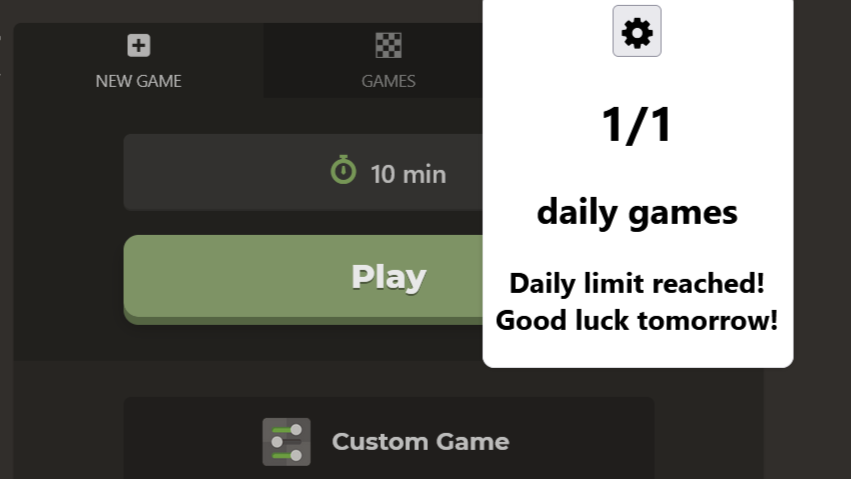 NEW GAME
GAMES
10 min
Play
Custom Game
1/1
daily games
Daily limit reached!
Good luck tomorrow!